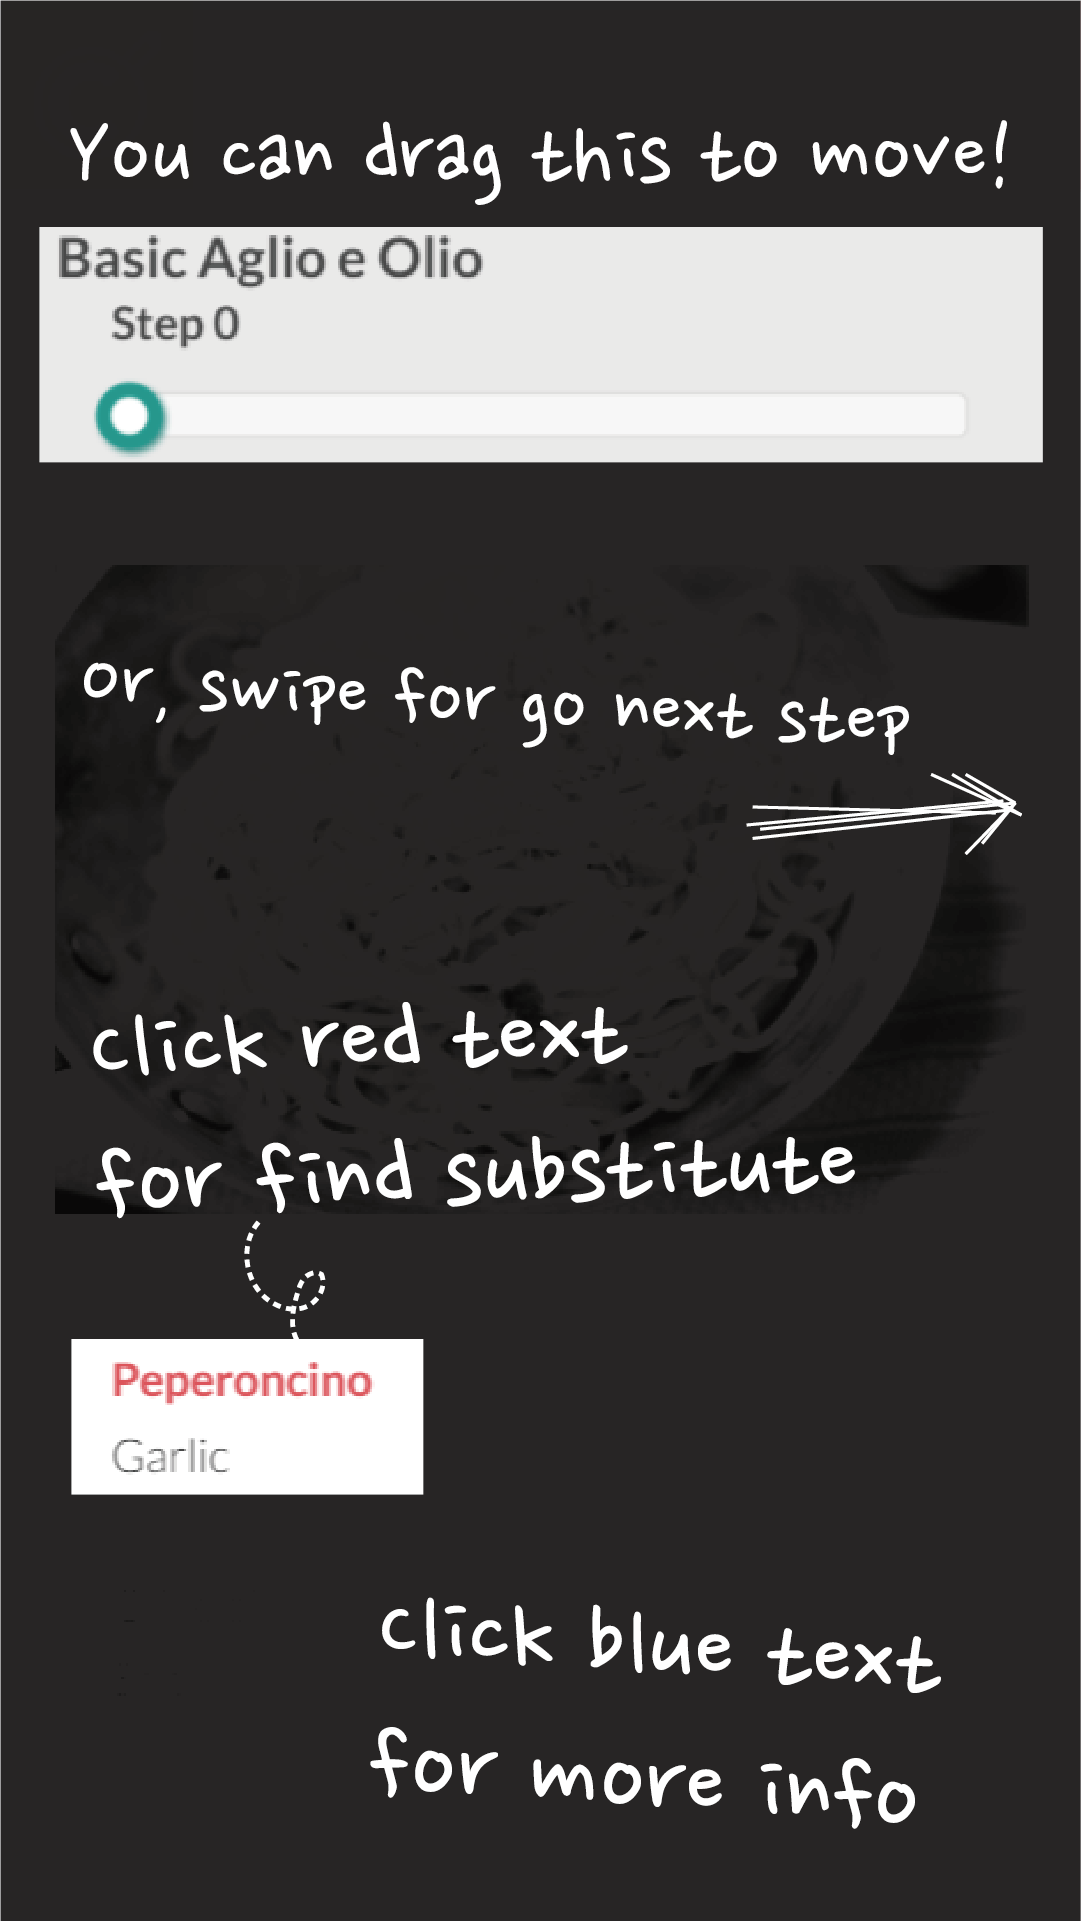 You can drag this to move!
Basic Aglio e Olio
Step 0
or, swipe for go next step
click red text
for find substitute
Peperoncino
Garlic
click blue text
for more info